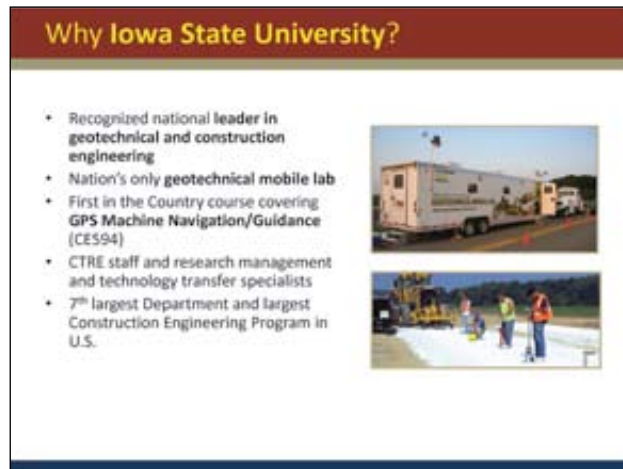 Why Iowa State University?
• Recognized national leader in
geotechnical and construction
engineering
• Nation's only geotechnical mobile lab
• First in the Country course covering
GPS Machine Navigation/Guidance
(CE594)
• CTRE staff and research management
and technology transfer specialists
• 7th largest Department and largest
Construction Engineering Program in
U.S.